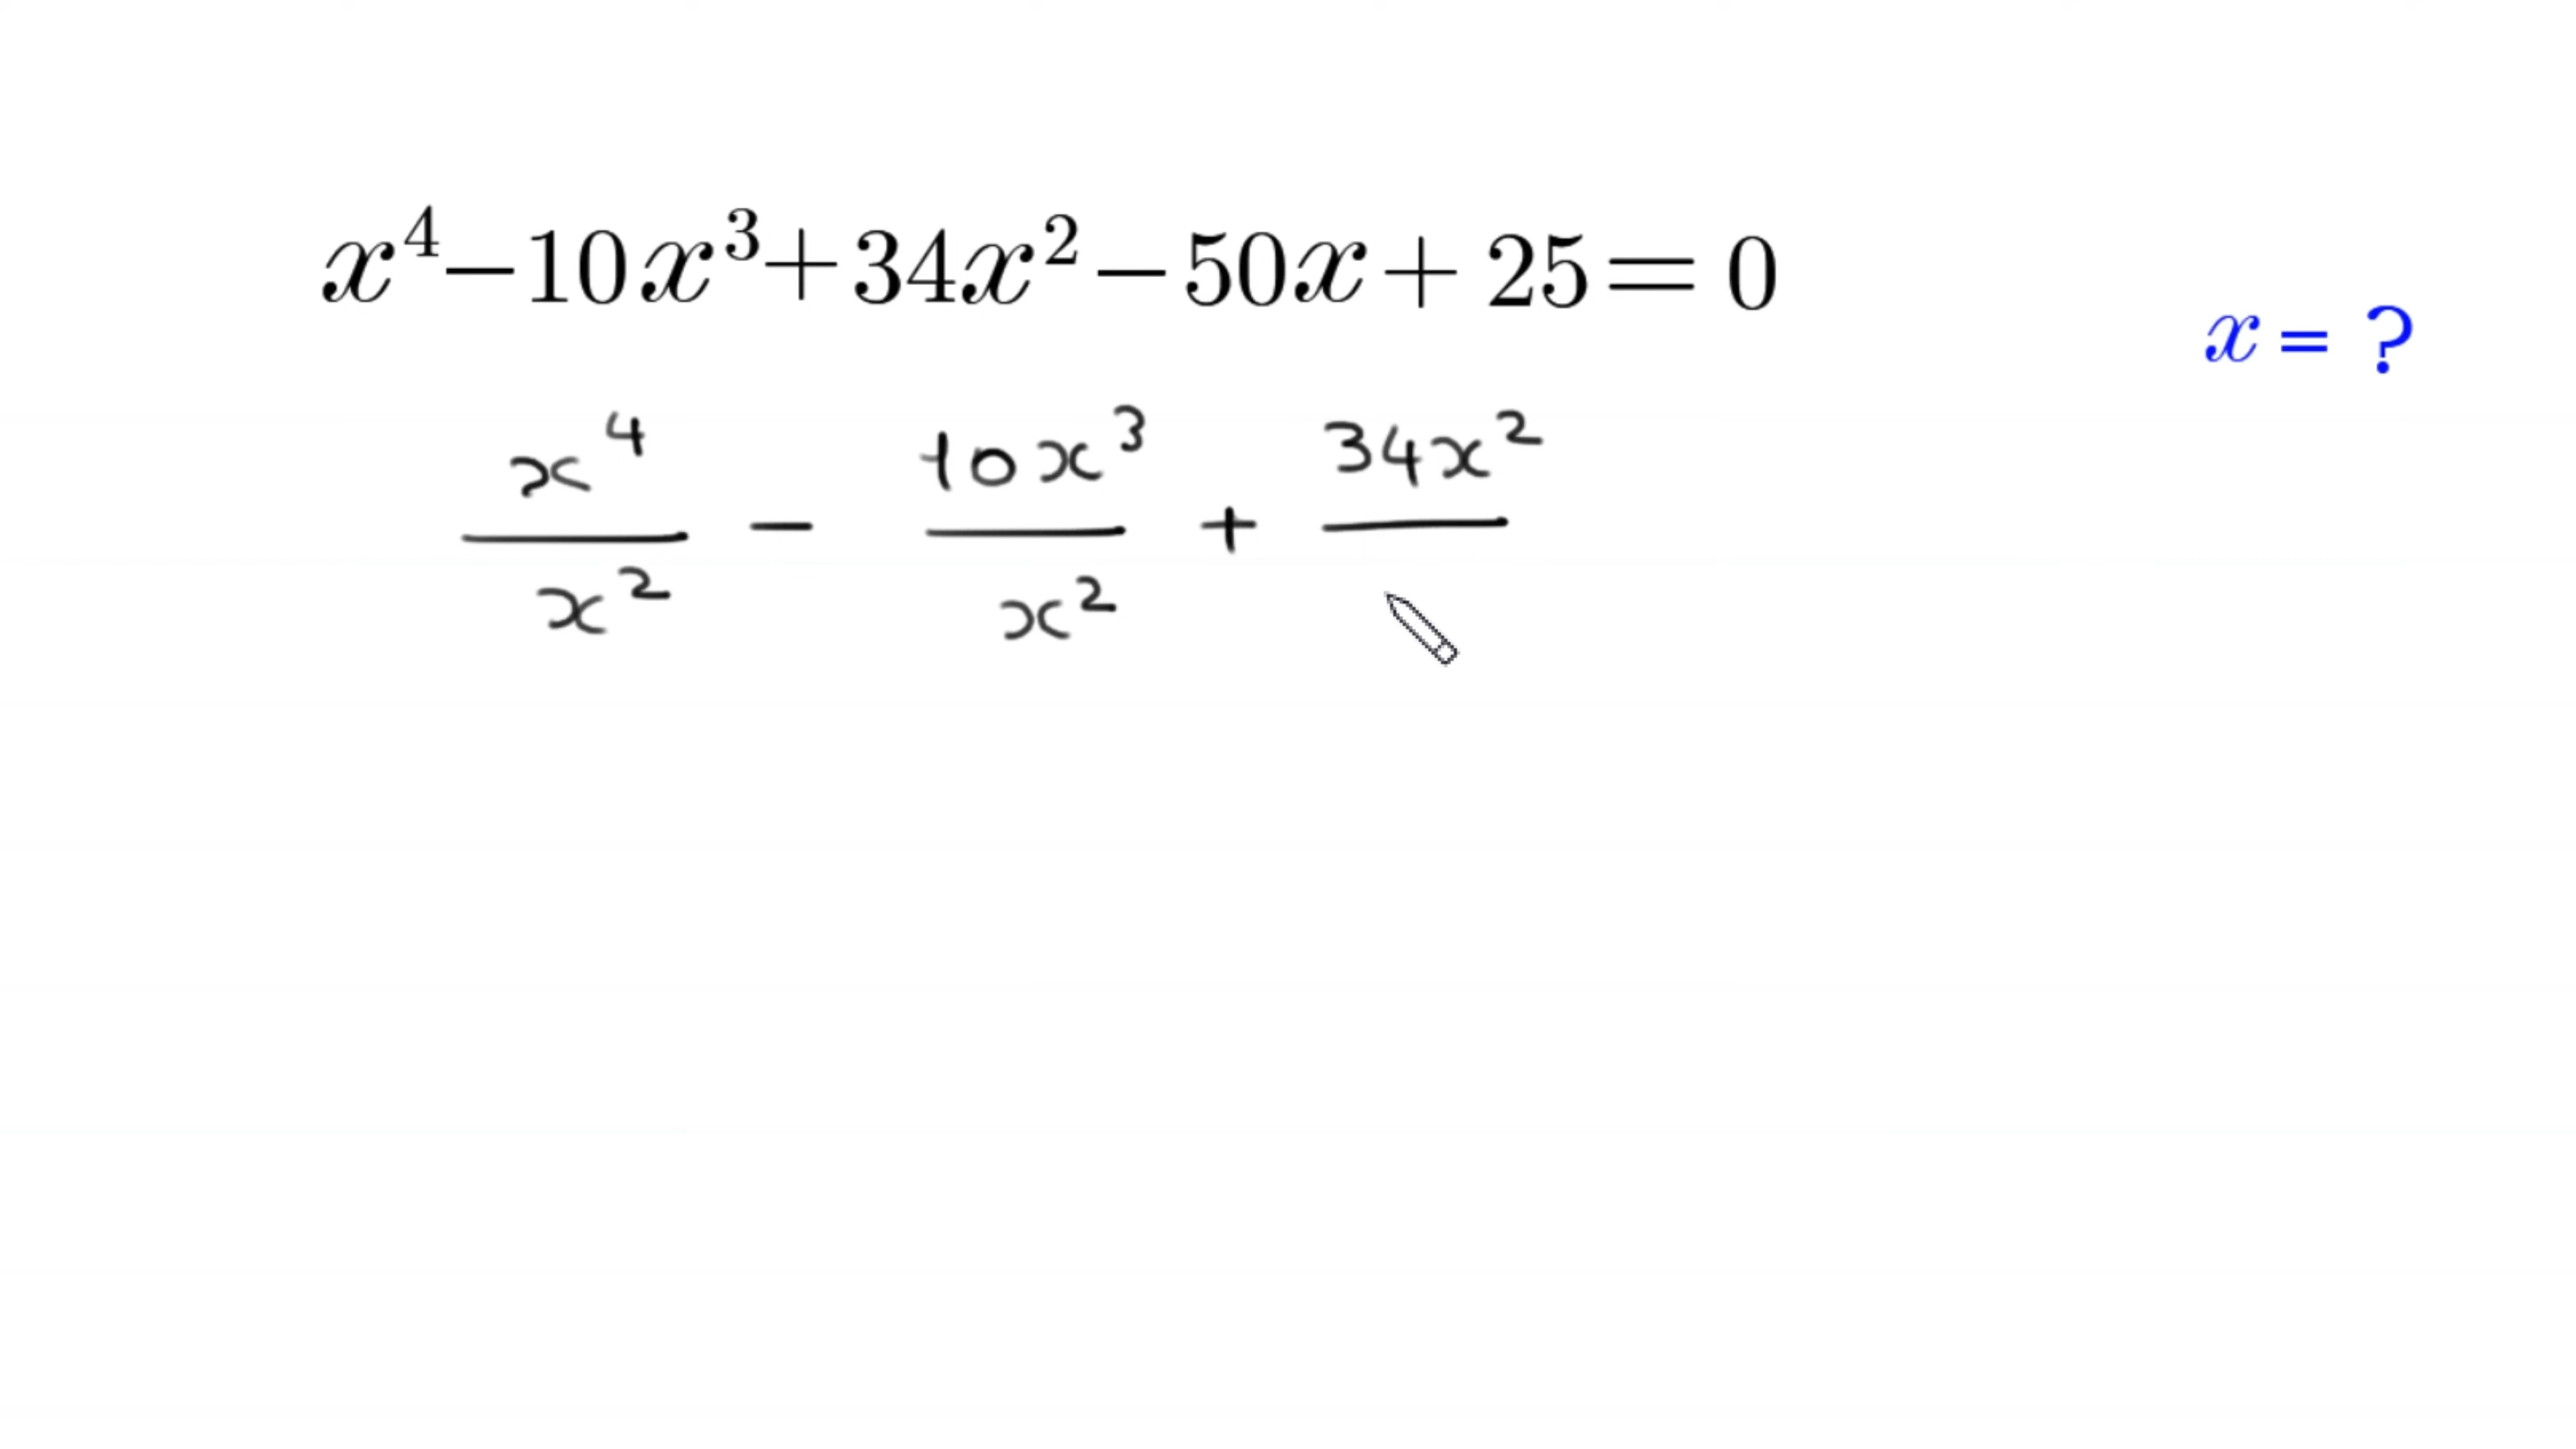 x⁴ − 10x³ + 34x² − 50x + 25 = 0
x = ?
x⁴/x² − 10x³/x² + 34x²/